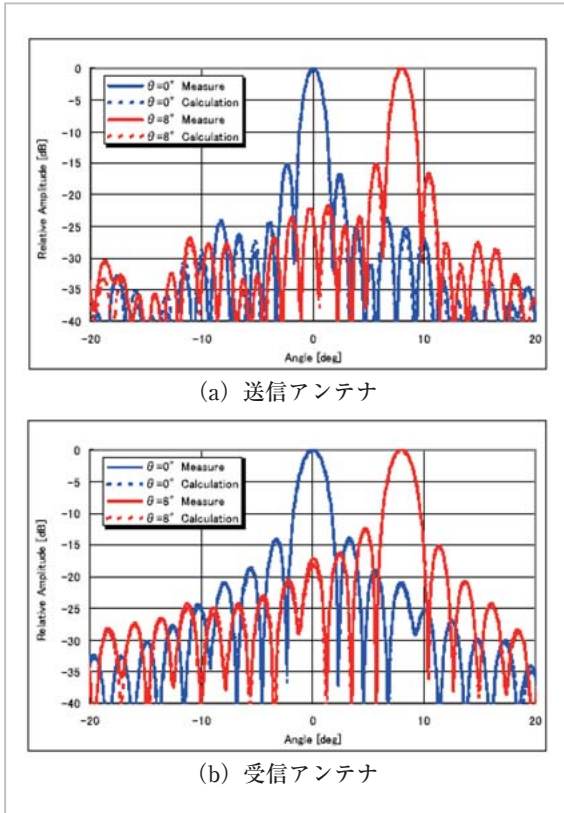 Relative Amplitude [dB]
0
-5
-10
-15
-20
-25
-30
-35
-40
θ=0° Measure
θ=0° Calculation
θ=8° Measure
θ=8° Calculation
-20
-10
0
10
20
Angle [deg]
(a) 送信アンテナ
Relative Amplitude [dB]
0
-5
-10
-15
-20
-25
-30
-35
-40
θ=0° Measure
θ=0° Calculation
θ=8° Measure
θ=8° Calculation
-20
-10
0
10
20
Angle [deg]
(b) 受信アンテナ